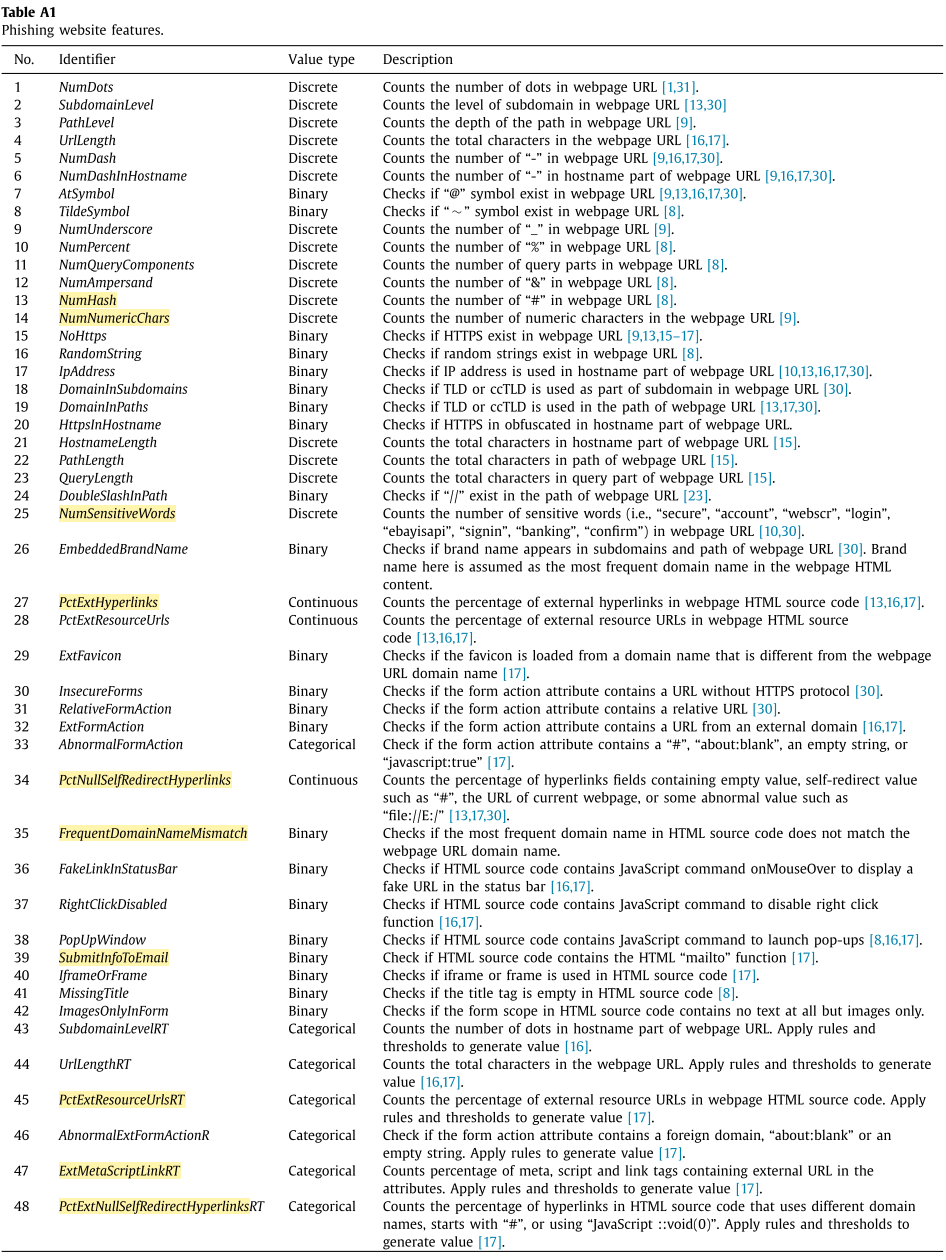 Table A1
Phishing website features.
No. Identifier Value type Description
1 NumDots Discrete Counts the number of dots in webpage URL [1,31].
2 SubdomainLevel Discrete Counts the level of subdomain in webpage URL [13,30]
3 PathLevel Discrete Counts the depth of the path in webpage URL [9].
4 UrlLength Discrete Counts the total characters in the webpage URL [16,17].
5 NumDash Discrete Counts the number of “-” in webpage URL [9,16,17,30].
6 NumDashInHostname Discrete Counts the number of “-” in hostname part of webpage URL [9,16,17,30].
7 AtSymbol Binary Checks if “@” symbol exist in webpage URL [9,13,16,17,30].
8 TildeSymbol Binary Checks if “∼” symbol exist in webpage URL [8].
9 NumUnderscore Discrete Counts the number of “_” in webpage URL [9].
10 NumPercent Discrete Counts the number of “%” in webpage URL [8].
11 NumQueryComponents Discrete Counts the number of query parts in webpage URL [8].
12 NumAmpersand Discrete Counts the number of “&” in webpage URL [8].
13 NumHash Discrete Counts the number of “#” in webpage URL [8].
14 NumNumericChars Discrete Counts the number of numeric characters in the webpage URL [9].
15 NoHttps Binary Checks if HTTPS exist in webpage URL [9,13,15–17].
16 RandomString Binary Checks if random strings exist in webpage URL [8].
17 IpAddress Binary Checks if IP address is used in hostname part of webpage URL [10,13,16,17,30].
18 DomainInSubdomains Binary Checks if TLD or ccTLD is used as part of subdomain in webpage URL [30].
19 DomainInPaths Binary Checks if TLD or ccTLD is used in the path of webpage URL [13,17,30].
20 HttpsInHostname Binary Checks if HTTPS in obfuscated in hostname part of webpage URL.
21 HostnameLength Discrete Counts the total characters in hostname part of webpage URL [15].
22 PathLength Discrete Counts the total characters in path of webpage URL [15].
23 QueryLength Discrete Counts the total characters in query part of webpage URL [15].
24 DoubleSlashInPath Binary Checks if “//” exist in the path of webpage URL [23].
25 NumSensitiveWords Discrete Counts the number of sensitive words (i.e., “secure”, “account”, “webscr”, “login”,
“ebayisapi”, “signin”, “banking”, “confirm”) in webpage URL [10,30].
26 EmbeddedBrandName Binary Checks if brand name appears in subdomains and path of webpage URL [30]. Brand
name here is assumed as the most frequent domain name in the webpage HTML
content.
27 PctExtHyperlinks Continuous Counts the percentage of external hyperlinks in webpage HTML source code [13,16,17].
28 PctExtResourceUrls Continuous Counts the percentage of external resource URLs in webpage HTML source
code [13,16,17].
29 ExtFavicon Binary Checks if the favicon is loaded from a domain name that is different from the webpage
URL domain name [17].
30 InsecureForms Binary Checks if the form action attribute contains a URL without HTTPS protocol [30].
31 RelativeFormAction Binary Checks if the form action attribute contains a relative URL [30].
32 ExtFormAction Binary Checks if the form action attribute contains a URL from an external domain [16,17].
33 AbnormalFormAction Categorical Check if the form action attribute contains a “#”, “about:blank”, an empty string, or
“javascript:true” [17].
34 PctNullSelfRedirectHyperlinks Continuous Counts the percentage of hyperlinks fields containing empty value, self-redirect value
such as “#”, the URL of current webpage, or some abnormal value such as
“file://E:/” [13,17,30].
35 FrequentDomainNameMismatch Binary Checks if the most frequent domain name in HTML source code does not match the
webpage URL domain name.
36 FakeLinkInStatusBar Binary Checks if HTML source code contains JavaScript command onMouseOver to display a
fake URL in the status bar [16,17].
37 RightClickDisabled Binary Checks if HTML source code contains JavaScript command to disable right click
function [16,17].
38 PopUpWindow Binary Checks if HTML source code contains JavaScript command to launch pop-ups [8,16,17].
39 SubmitInfoToEmail Binary Check if HTML source code contains the HTML “mailto” function [17].
40 IframeOrFrame Binary Checks if iframe or frame is used in HTML source code [17].
41 MissingTitle Binary Checks if the title tag is empty in HTML source code [8].
42 ImagesOnlyInForm Binary Checks if the form scope in HTML source code contains no text at all but images only.
43 SubdomainLevelRT Categorical Counts the number of dots in hostname part of webpage URL. Apply rules and
thresholds to generate value [16].
44 UrlLengthRT Categorical Counts the total characters in the webpage URL. Apply rules and thresholds to generate
value [16,17].
45 PctExtResourceUrlsRT Categorical Counts the percentage of external resource URLs in webpage HTML source code. Apply
rules and thresholds to generate value [17].
46 AbnormalExtFormActionR Categorical Check if the form action attribute contains a foreign domain, “about:blank” or an
empty string. Apply rules to generate value [17].
47 ExtMetaScriptLinkRT Categorical Counts percentage of meta, script and link tags containing external URL in the
attributes. Apply rules and thresholds to generate value [17].
48 PctExtNullSelfRedirectHyperlinksRT Categorical Counts the percentage of hyperlinks in HTML source code that uses different domain
names, starts with “#”, or using “JavaScript ::void(0)”. Apply rules and thresholds to
generate value [17].